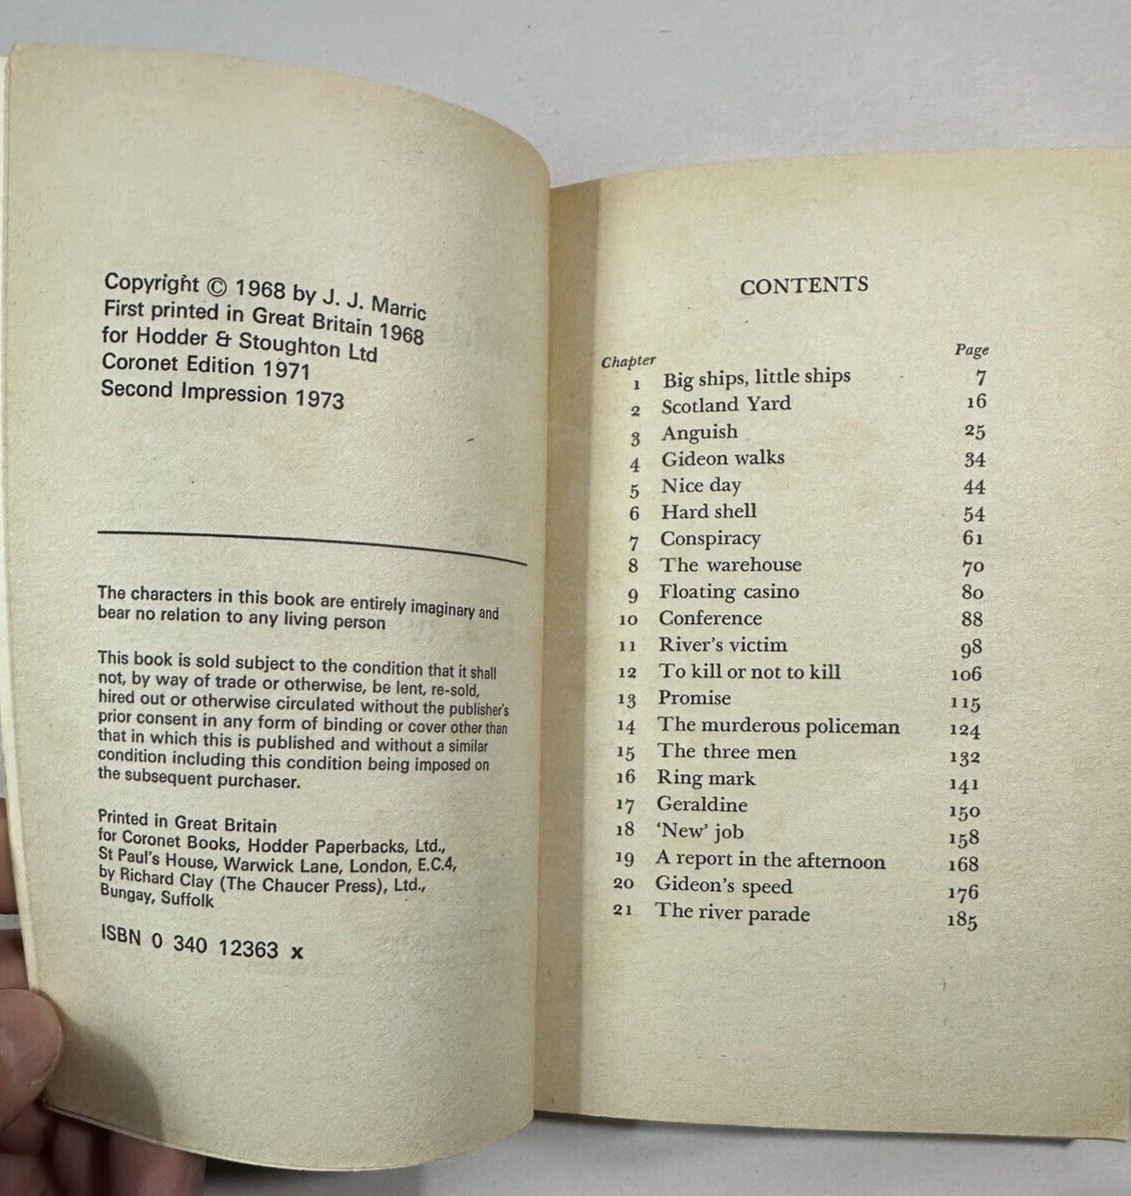 Copyright © 1968 by J. J. Marric
First printed in Great Britain 1968
for Hodder & Stoughton Ltd
Coronet Edition 1971
Second Impression 1973
The characters in this book are entirely imaginary and
bear no relation to any living person
This book is sold subject to the condition that it shall
not, by way of trade or otherwise, be lent, re-sold,
hired out or otherwise circulated without the publisher's
prior consent in any form of binding or cover other than
that in which this is published and without a similar
condition including this condition being imposed on
the subsequent purchaser.
Printed in Great Britain
for Coronet Books, Hodder Paperbacks, Ltd.,
St Paul's House, Warwick Lane, London, E.C.4,
by Richard Clay (The Chaucer Press), Ltd.,
Bungay, Suffolk
ISBN 0 340 12363 x
CONTENTS
Chapter Page
1 Big ships, little ships 7
2 Scotland Yard 16
3 Anguish 25
4 Gideon walks 34
5 Nice day 44
6 Hard shell 54
7 Conspiracy 61
8 The warehouse 70
9 Floating casino 80
10 Conference 88
11 River's victim 98
12 To kill or not to kill 106
13 Promise 115
14 The murderous policeman 124
15 The three men 132
16 Ring mark 141
17 Geraldine 150
18 'New' job 158
19 A report in the afternoon 168
20 Gideon's speed 176
21 The river parade 185